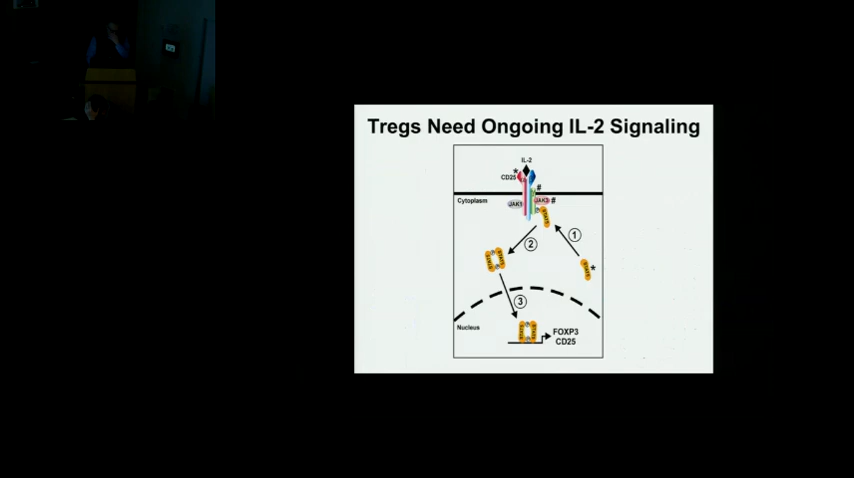 Tregs Need Ongoing IL-2 Signaling
IL-2
*
CD25
#
Cytoplasm
JAK1
JAK3 #
1
2
*
3
Nucleus
FOXP3
CD25